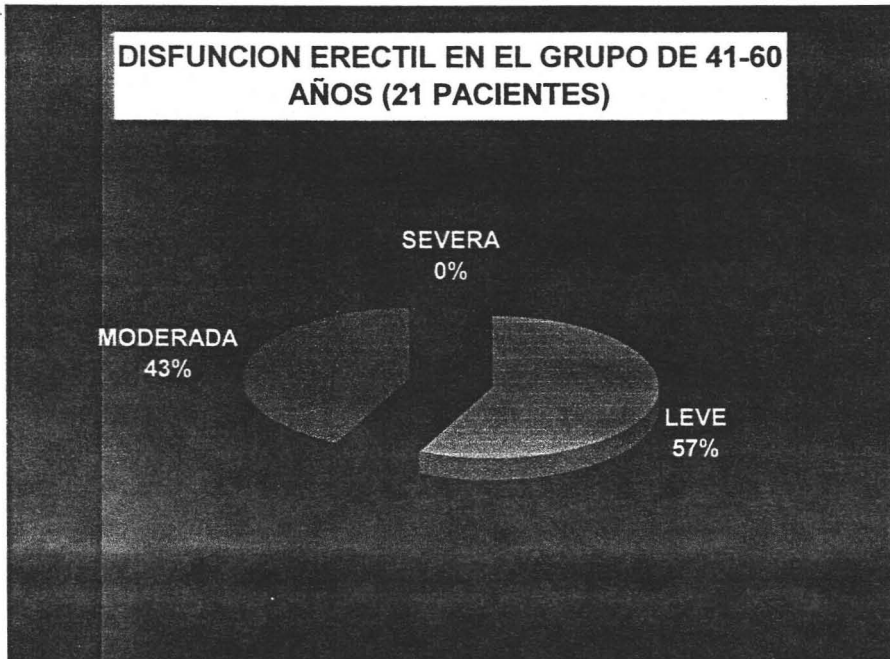 DISFUNCION ERECTIL EN EL GRUPO DE 41-60
AÑOS (21 PACIENTES)
SEVERA
0%
MODERADA
43%
LEVE
57%